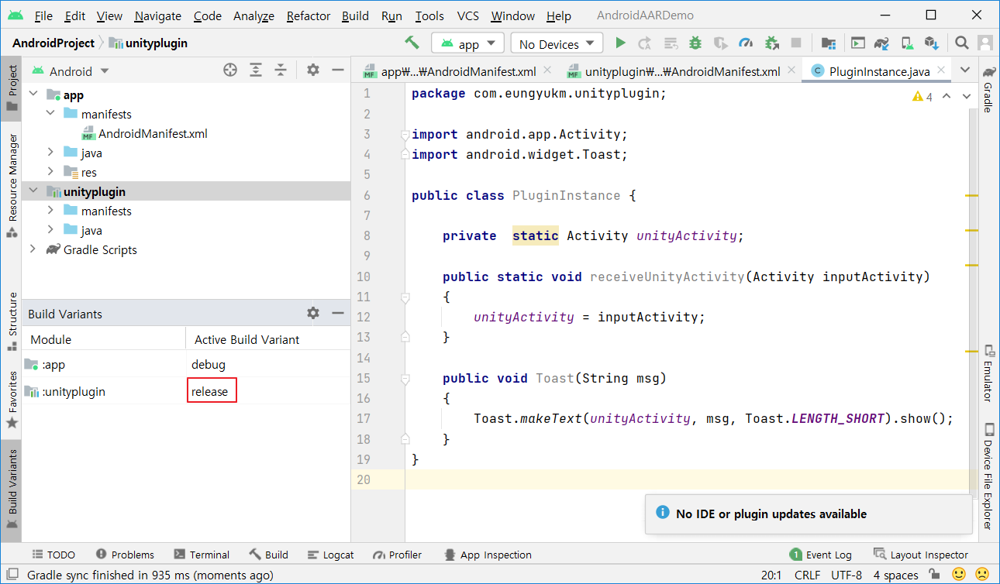 File Edit View Navigate Code Analyze Refactor Build Run Tools VCS Window Help AndroidAARDemo
AndroidProject unityplugin app No Devices
Project
Android
app₩...₩AndroidManifest.xml unityplugin₩...₩AndroidManifest.xml PluginInstance.java
Gradle
app
manifests
MF AndroidManifest.xml
java
res
unityplugin
manifests
java
Gradle Scripts
Resource Manager
Build Variants
Module Active Build Variant
:app debug
:unityplugin release
Structure
Favorites
Build Variants
4
1 package com.eungyukm.unityplugin;
2
3 import android.app.Activity;
4 import android.widget.Toast;
5
6 public class PluginInstance {
7
8 private  static Activity unityActivity;
9
10 public static void receiveUnityActivity(Activity inputActivity)
11 {
12 unityActivity = inputActivity;
13 }
14
15 public void Toast(String msg)
16 {
17 Toast.makeText(unityActivity, msg, Toast.LENGTH_SHORT).show();
18 }
19 }
20
Emulator
Device File Explorer
No IDE or plugin updates available
TODO Problems Terminal Build Logcat Profiler App Inspection 1 Event Log Layout Inspector
Gradle sync finished in 935 ms (moments ago) 20:1 CRLF UTF-8 4 spaces